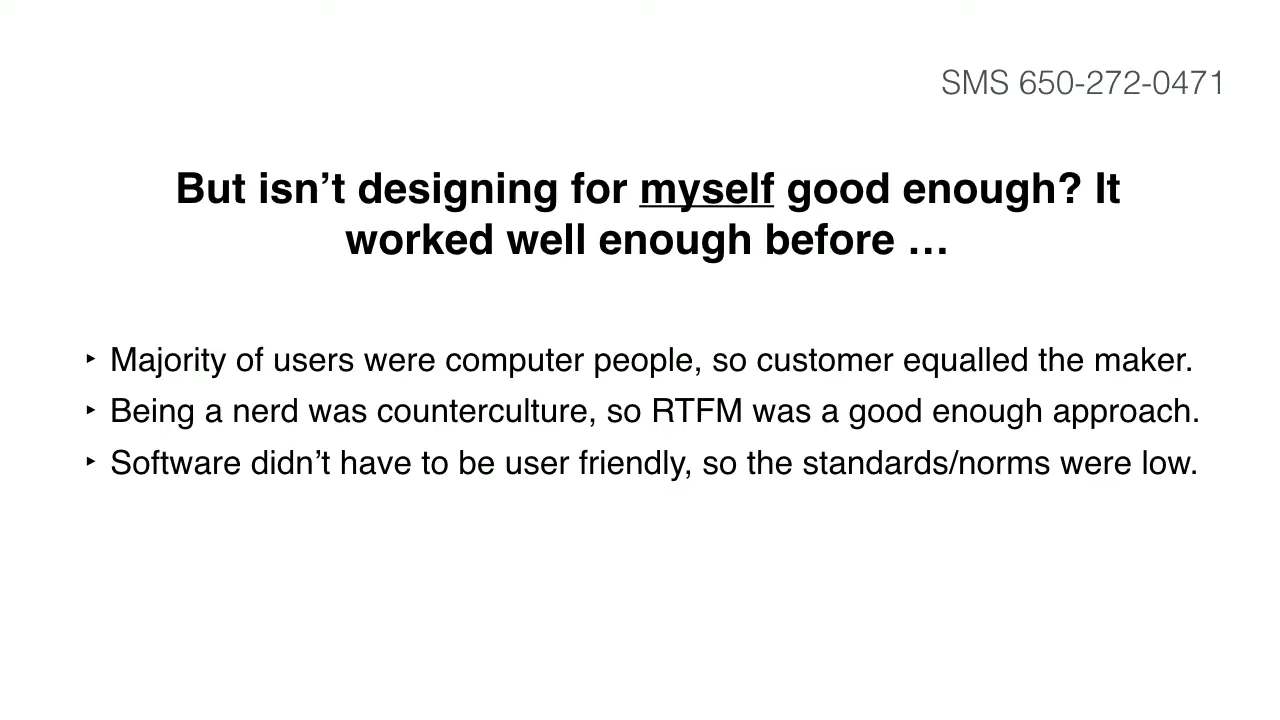 SMS 650-272-0471
But isn’t designing for myself good enough? It
worked well enough before …
‣ Majority of users were computer people, so customer equalled the maker.
‣ Being a nerd was counterculture, so RTFM was a good enough approach.
‣ Software didn’t have to be user friendly, so the standards/norms were low.